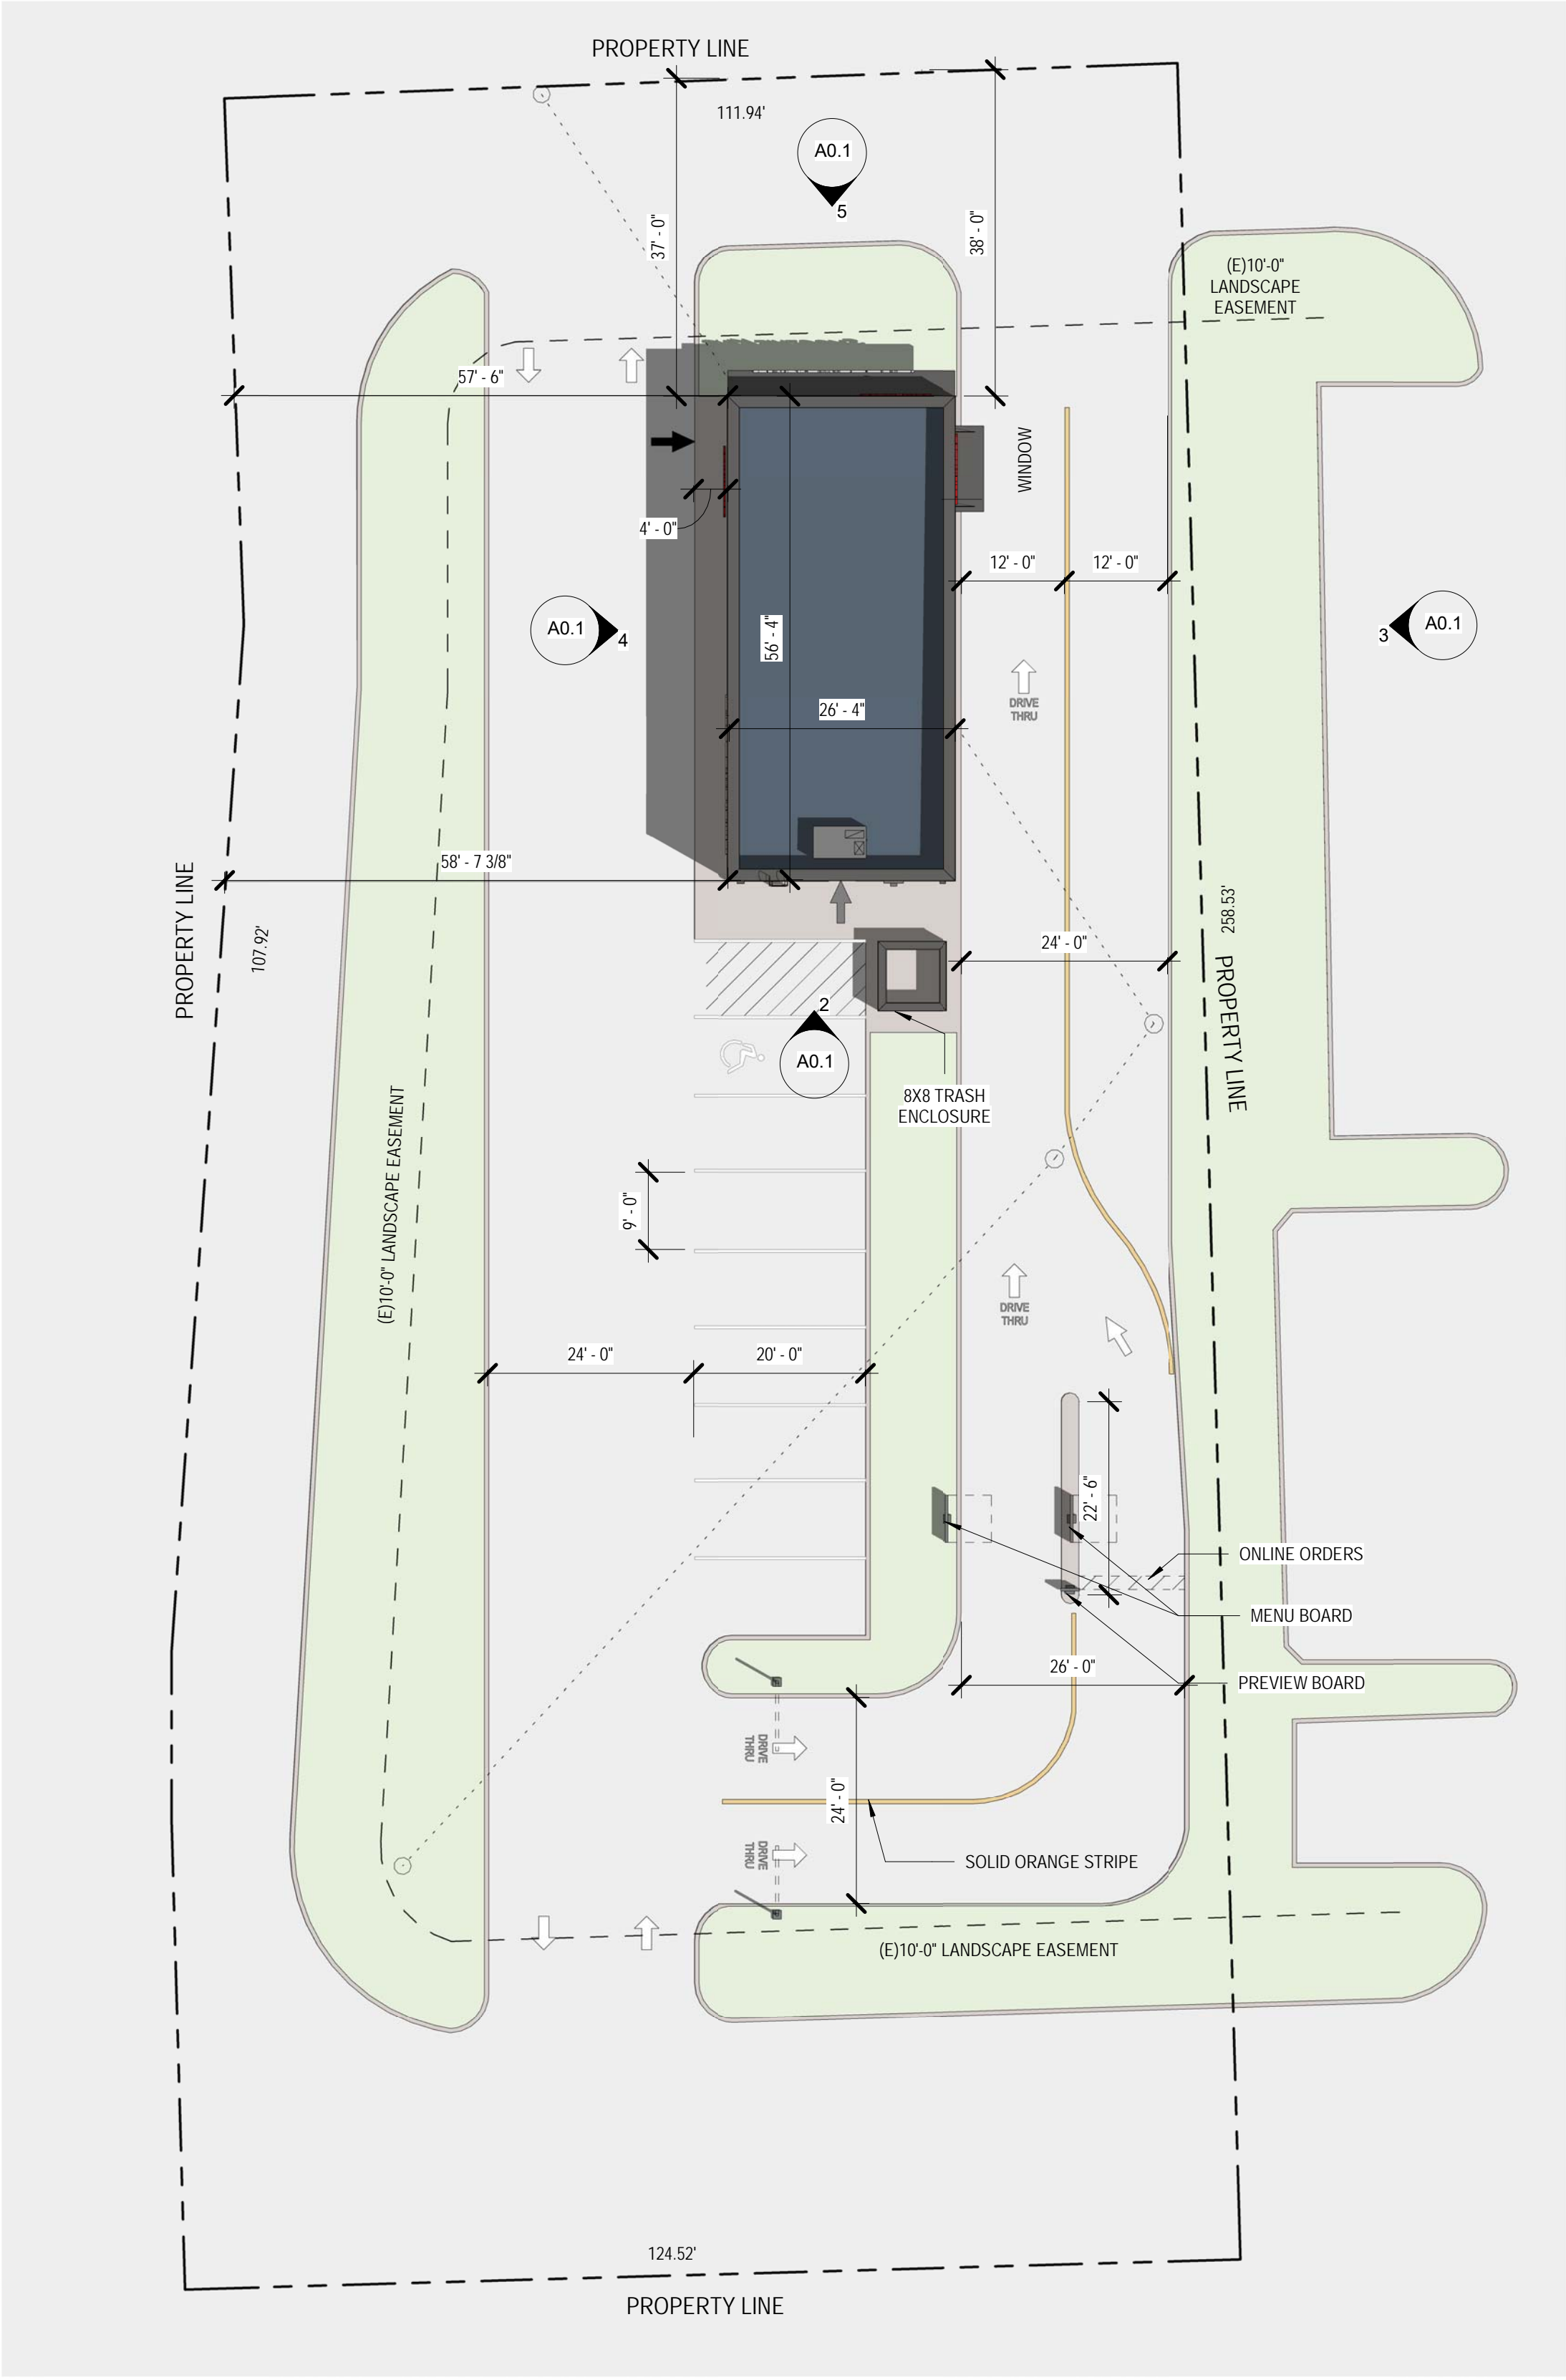 PROPERTY LINE
111.94'
A0.1
5
37' - 0"
38' - 0"
(E)10'-0"
LANDSCAPE
EASEMENT
57' - 6"
WINDOW
4' - 0"
12' - 0"
12' - 0"
A0.1
4
56' - 4"
3
A0.1
DRIVE
THRU
26' - 4"
58' - 7 3/8"
PROPERTY LINE
107.92'
258.53'
PROPERTY LINE
24' - 0"
2
A0.1
8X8 TRASH
ENCLOSURE
(E)10'-0" LANDSCAPE EASEMENT
9' - 0"
DRIVE
THRU
24' - 0"
20' - 0"
22' - 6"
ONLINE ORDERS
MENU BOARD
26' - 0"
PREVIEW BOARD
DRIVE
THRU
24' - 0"
DRIVE
THRU
SOLID ORANGE STRIPE
(E)10'-0" LANDSCAPE EASEMENT
124.52'
PROPERTY LINE